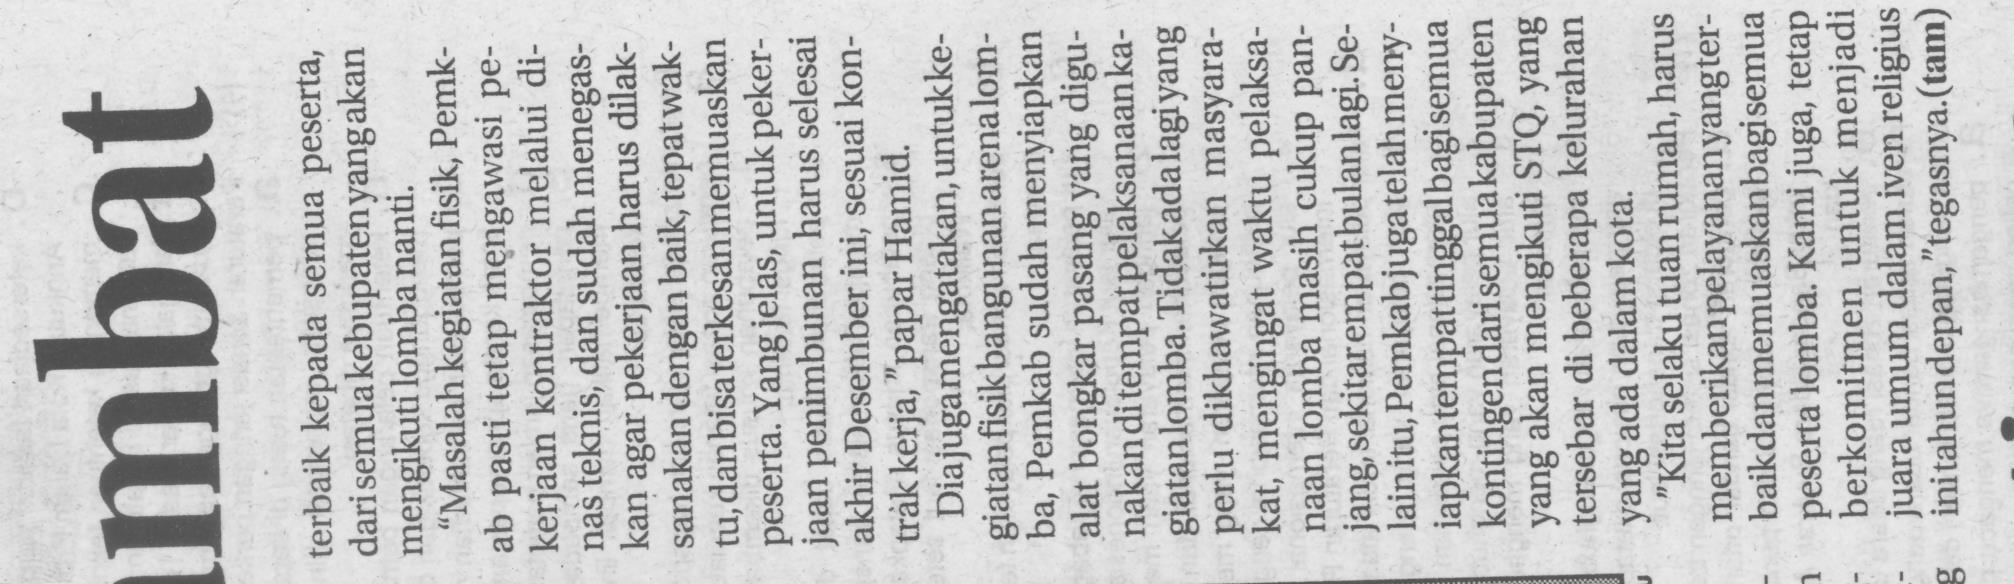 mbat
terbaik kepada semua peserta,
dari semua kebupaten yang akan
mengikuti lomba nanti.
“Masalah kegiatan fisik, Pemk-
ab pasti tetap mengawasi pe-
kerjaan kontraktor melalui di-
nas teknis, dan sudah menegas-
kan agar pekerjaan harus dilak-
sanakan dengan baik, tepat wak-
tu, dan bisa terkesan memuaskan
peserta. Yang jelas, untuk peker-
jaan penimbunan harus selesai
akhir Desember ini, sesuai kon-
trak kerja, ”papar Hamid.
Dia juga mengatakan, untuk ke-
giatan fisik bangunan arena lom-
ba, Pemkab sudah menyiapkan
alat bongkar pasang yang digu-
nakan di tempat pelaksanaan ka-
giatan lomba. Tidak ada lagi yang
perlu dikhawatirkan masyara-
kat, mengingat waktu pelaksa-
naan lomba masih cukup pan-
jang, sekitar empat bulan lagi. Se-
lain itu, Pemkab juga telah meny-
iapkan tempat tinggal bagi semua
kontingen dari semua kabupaten
yang akan mengikuti STQ, yang
tersebar di beberapa kelurahan
yang ada dalam kota.
”Kita selaku tuan rumah, harus
memberikan pelayanan yang ter-
baik dan memuaskan bagi semua
peserta lomba. Kami juga, tetap
berkomitmen untuk menjadi
juara umum dalam iven religius
ini tahun depan,” tegasnya. (tam)